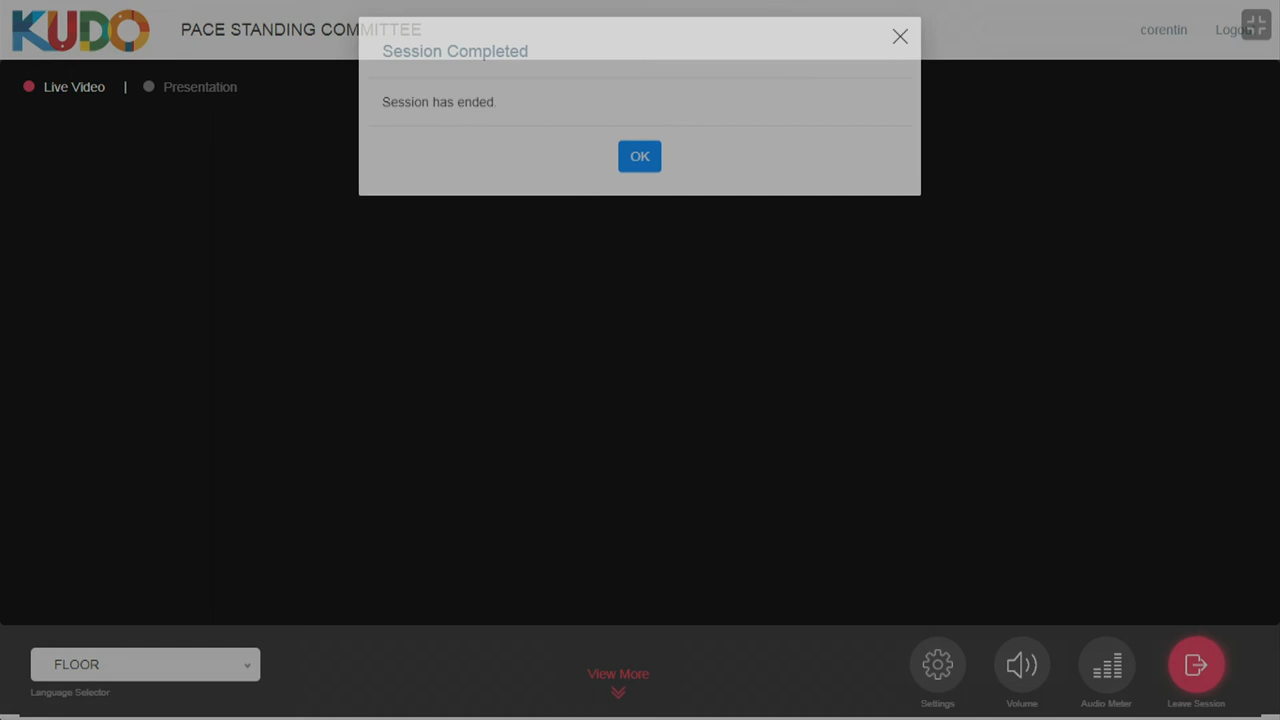 KUDO
PACE STANDING COMMITTEE
corentin
Logou
Session Completed
Live Video | Presentation
Session has ended.
OK
FLOOR
Language Selector
View More
Settings
Volume
Audio Meter
Leave Session